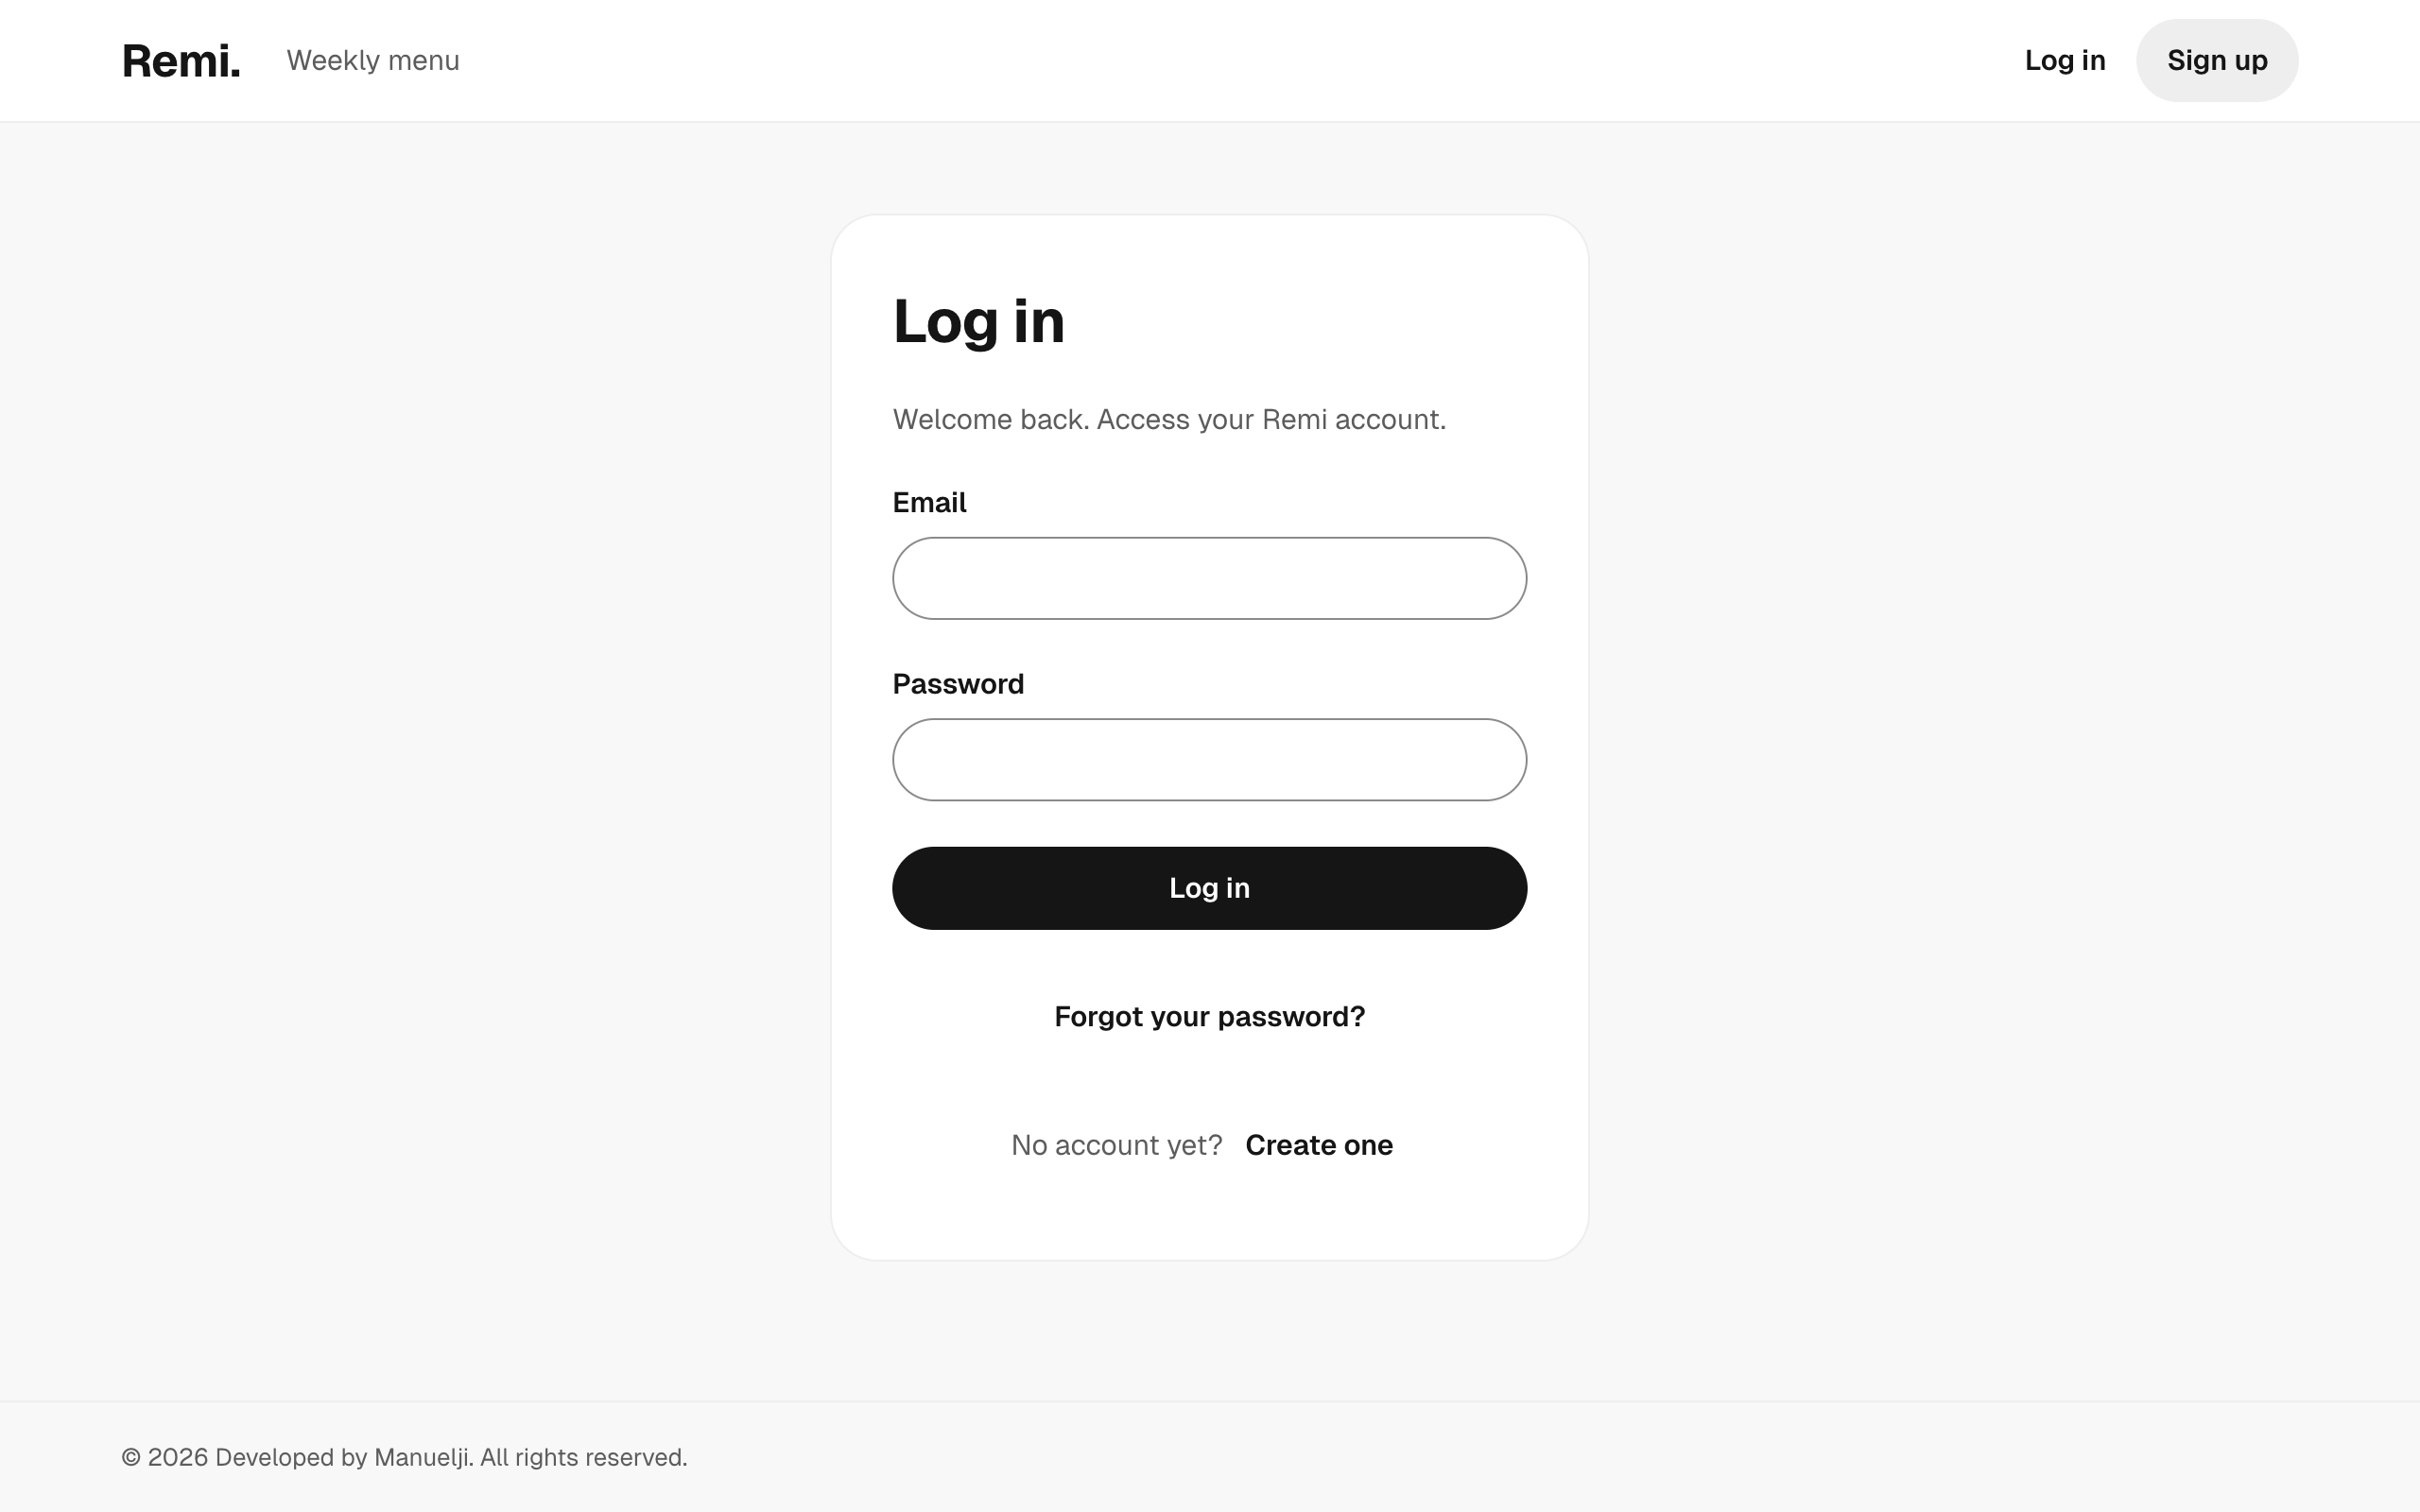 Remi.
Weekly menu
Log in
Sign up
Log in
Welcome back. Access your Remi account.
Email
Password
Log in
Forgot your password?
No account yet? Create one
© 2026 Developed by Manuelji. All rights reserved.